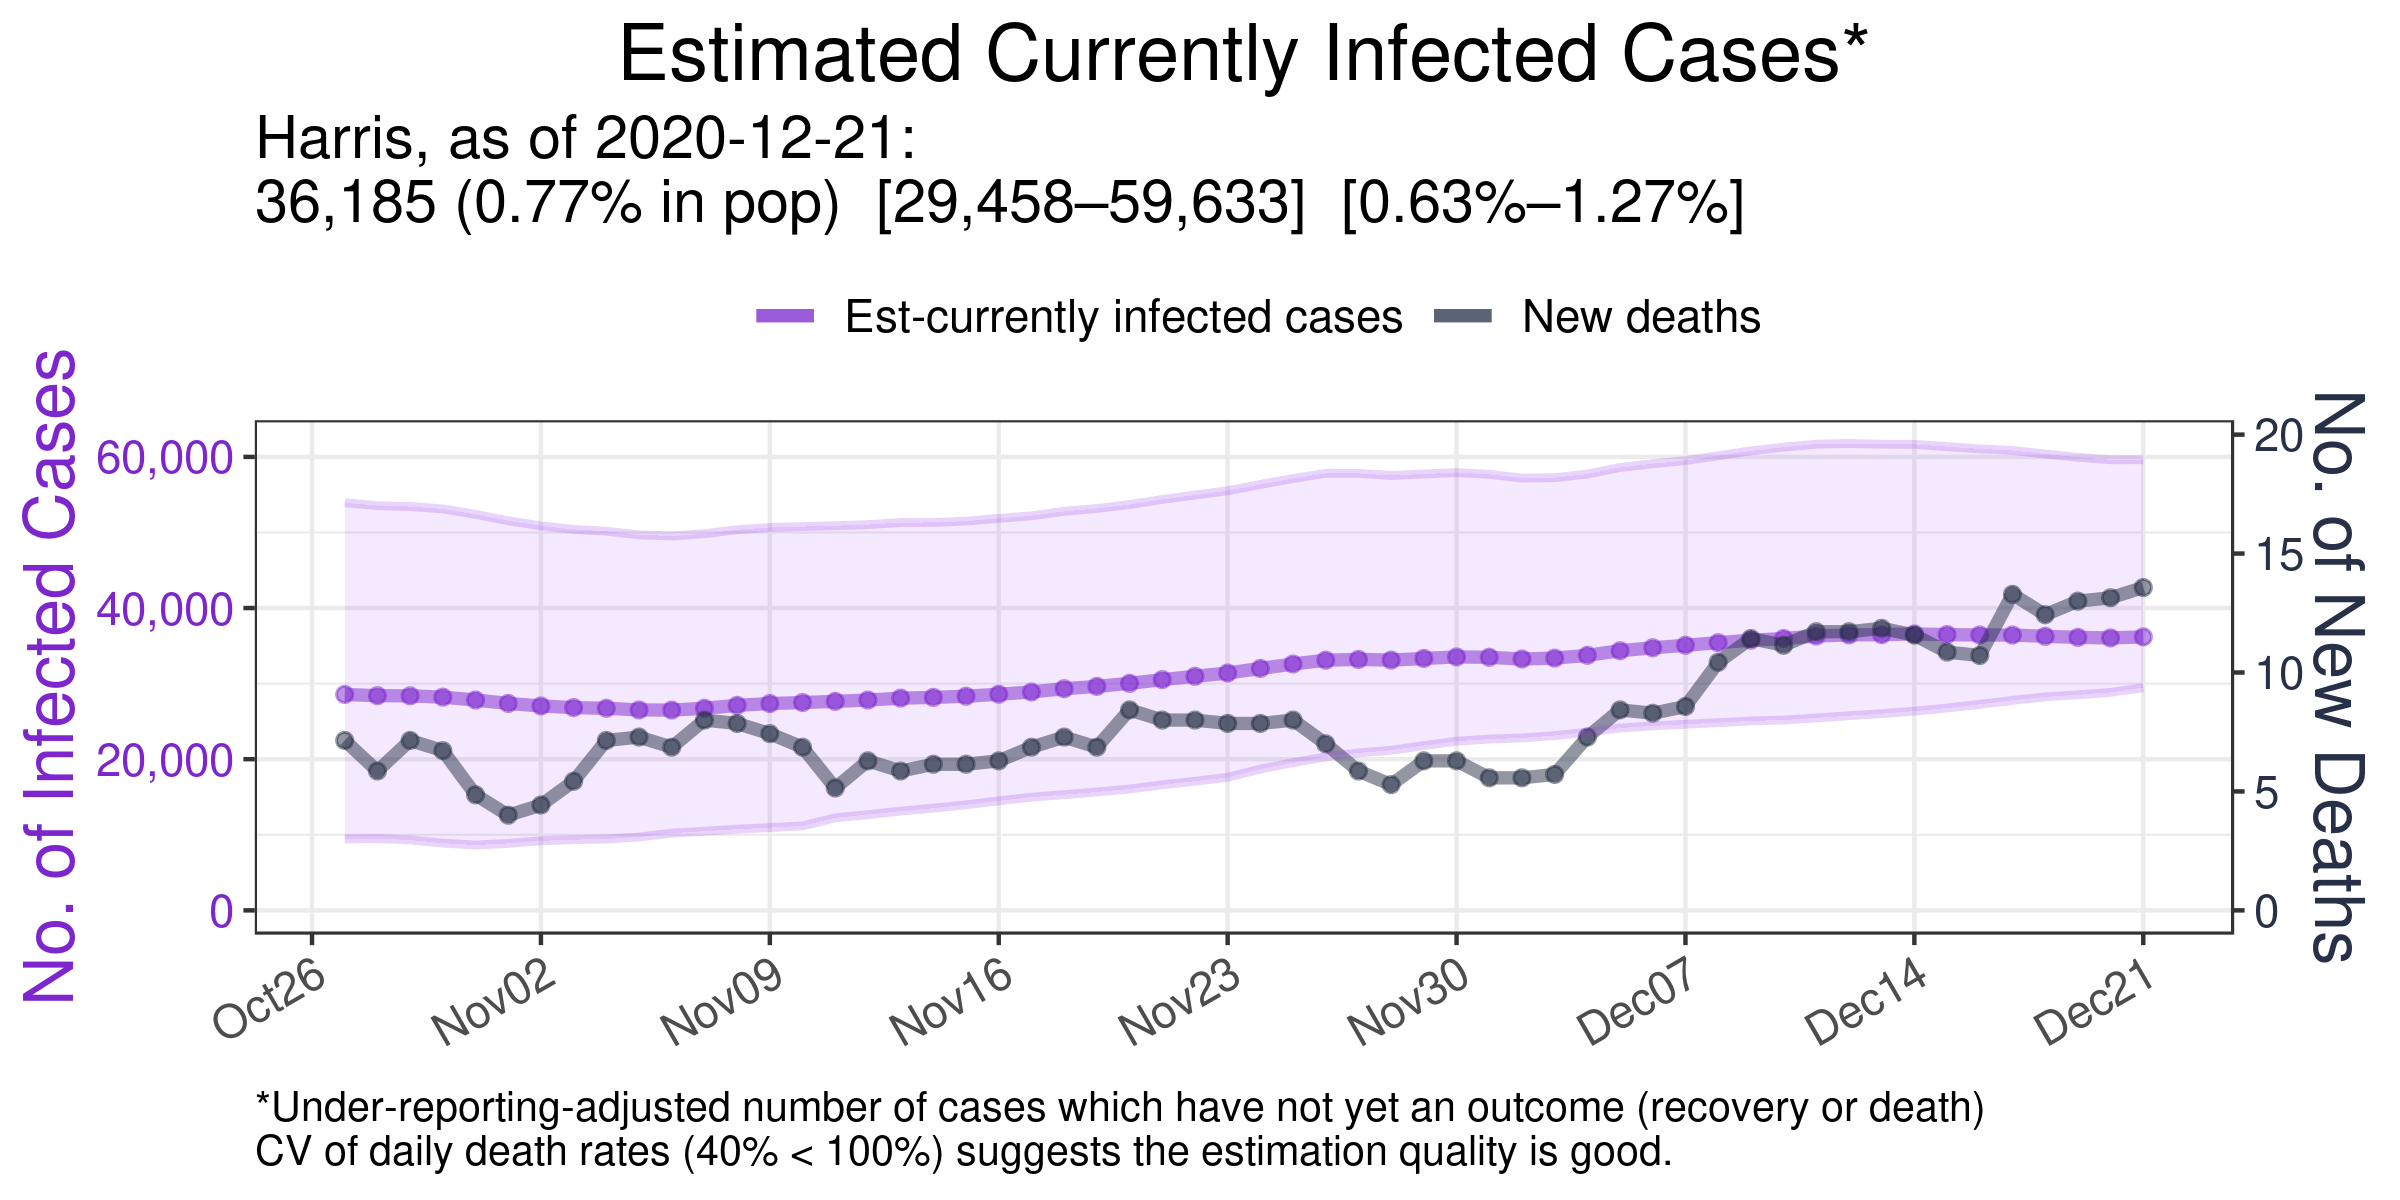 Estimated Currently Infected Cases*
Harris, as of 2020-12-21:
36,185 (0.77% in pop)  [29,458–59,633]  [0.63%–1.27%]
Est-currently infected cases
New deaths
No. of Infected Cases
60,000
40,000
20,000
0
20
15
10
5
0
No. of New Deaths
Oct26
Nov02
Nov09
Nov16
Nov23
Nov30
Dec07
Dec14
Dec21
*Under-reporting-adjusted number of cases which have not yet an outcome (recovery or death)
CV of daily death rates (40% < 100%) suggests the estimation quality is good.